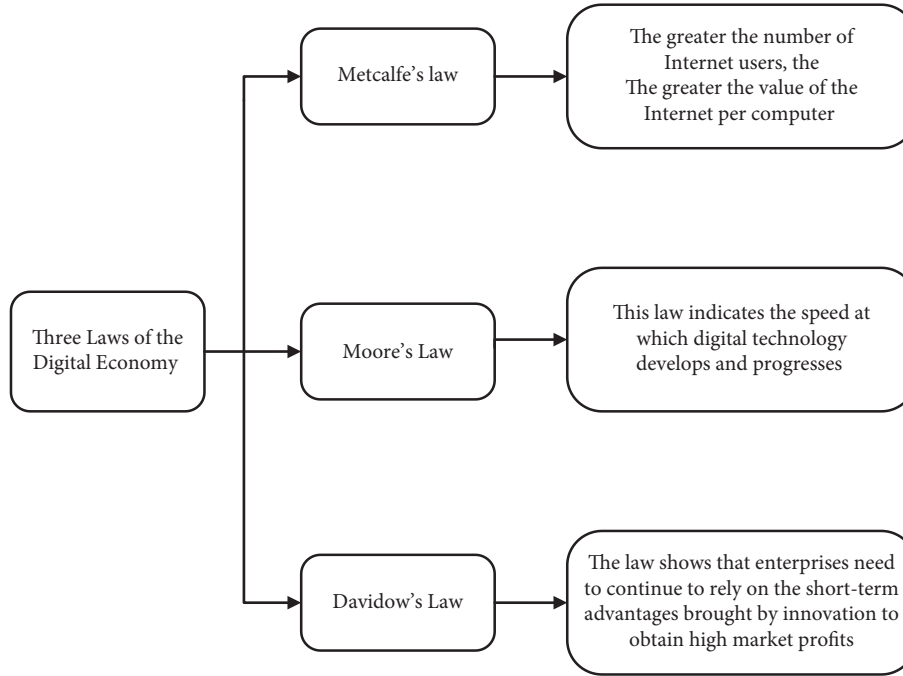 Three Laws of the
Digital Economy
Metcalfe’s law
The greater the number of
Internet users, the
The greater the value of the
Internet per computer
Moore’s Law
This law indicates the speed at
which digital technology
develops and progresses
Davidow’s Law
The law shows that enterprises need
to continue to rely on the short-term
advantages brought by innovation to
obtain high market profits